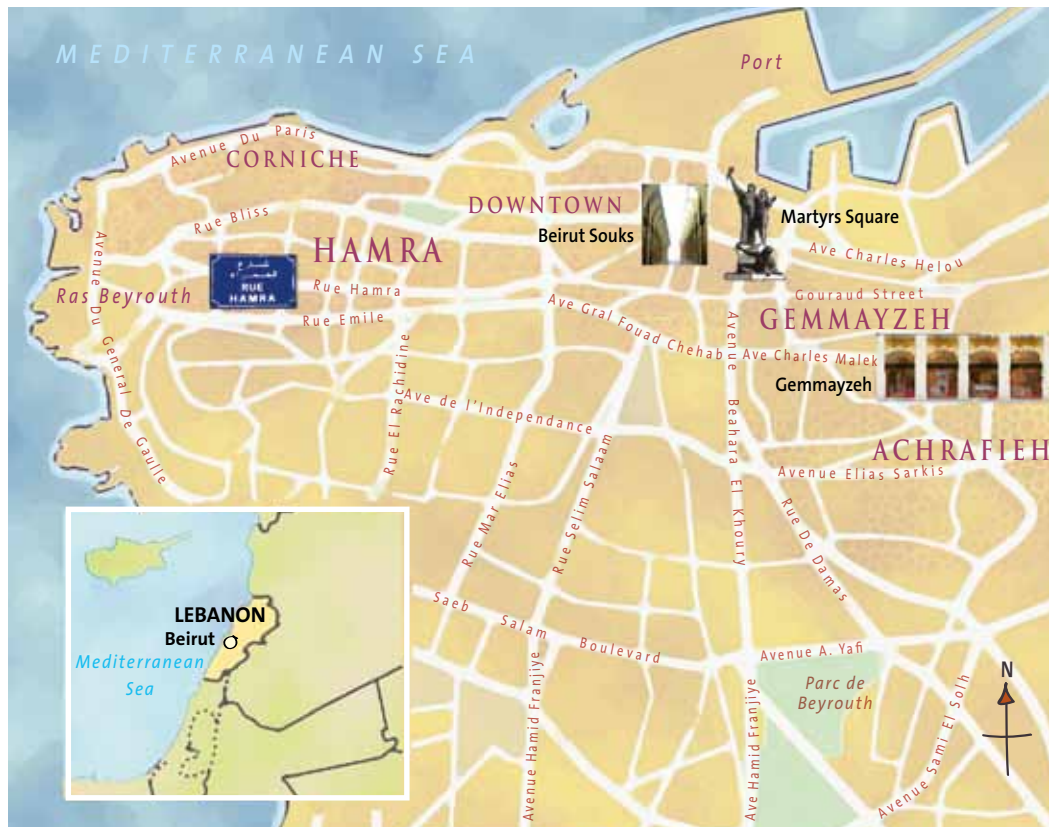 MEDITERRANEAN SEA
Port
Avenue Du Paris
CORNICHE
Rue Bliss
DOWNTOWN
Beirut Souks
Martyrs Square
Ave Charles Helou
HAMRA
شارع
الحمراء
RUE
HAMRA
Rue Hamra
Ras Beyrouth
Rue Emile
Gouraud Street
GEMMAYZEH
Ave Gral Fouad Chehab
Ave Charles Malek
Gemmayzeh
Avenue Du General De Gaulle
Rue El Rachidine
Ave de l'Independance
Avenue Beahara El Khoury
ACHRAFIEH
Avenue Elias Sarkis
Rue Mar Elias
Rue Selim Salaam
Rue De Damas
Saeb Salam Boulevard
Avenue A. Yafi
Parc de
Beyrouth
Avenue Hamid Franjiye
Ave Hamid Franjiye
Avenue Sami El Solh
N
LEBANON
Beirut
Mediterranean
Sea